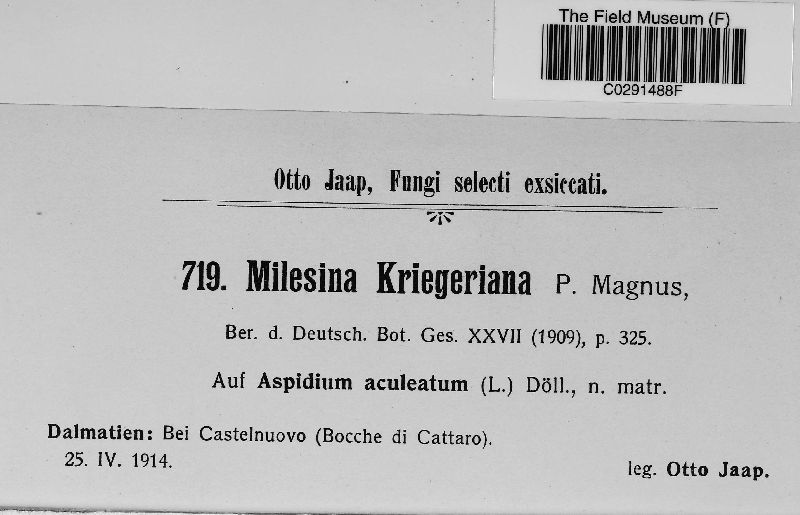 The Field Museum (F)
C0291488F
Otto Jaap, Fungi selecti exsiccati.
719. Milesina Kriegeriana P. Magnus,
Ber. d. Deutsch. Bot. Ges. XXVII (1909), p. 325.
Auf Aspidium aculeatum (L.) Döll., n. matr.
Dalmatien: Bei Castelnuovo (Bocche di Cattaro).
25. IV. 1914.
leg. Otto Jaap.